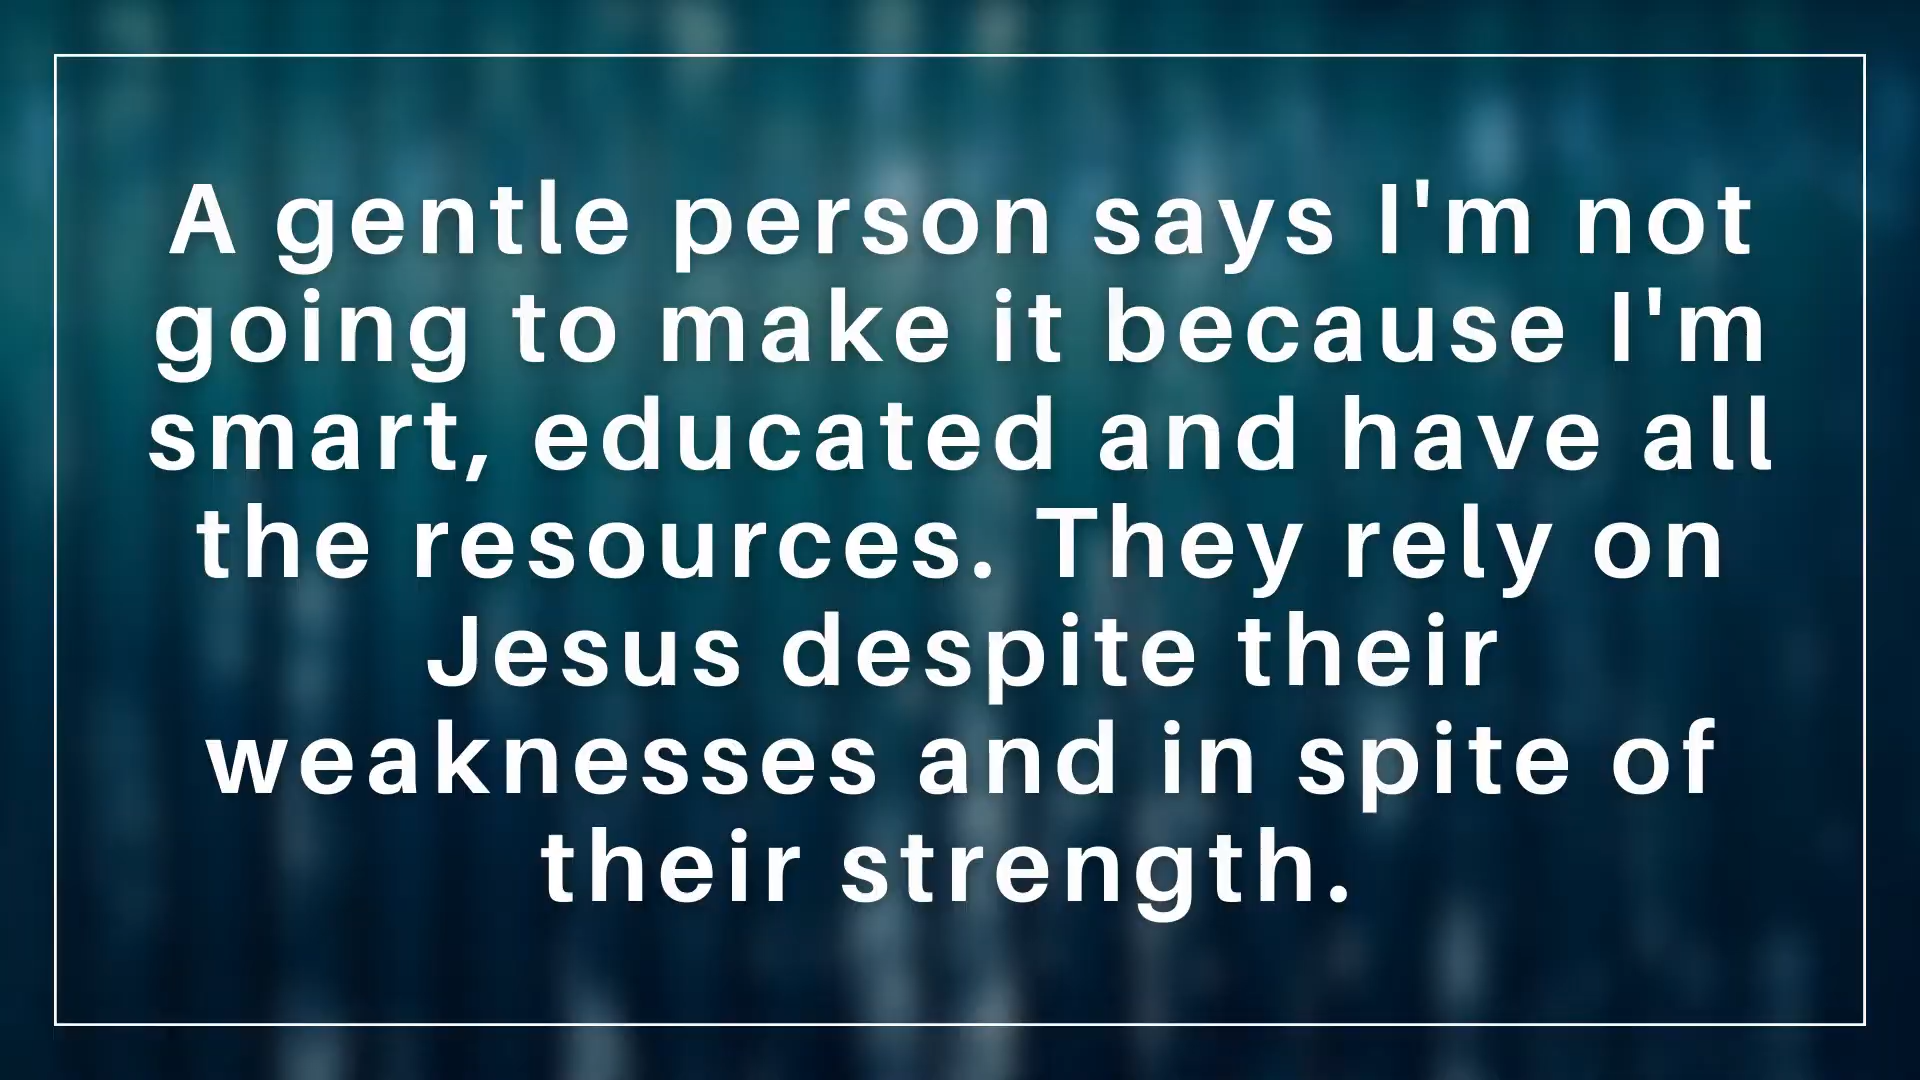 A gentle person says I'm not
going to make it because I'm
smart, educated and have all
the resources. They rely on
Jesus despite their
weaknesses and in spite of
their strength.